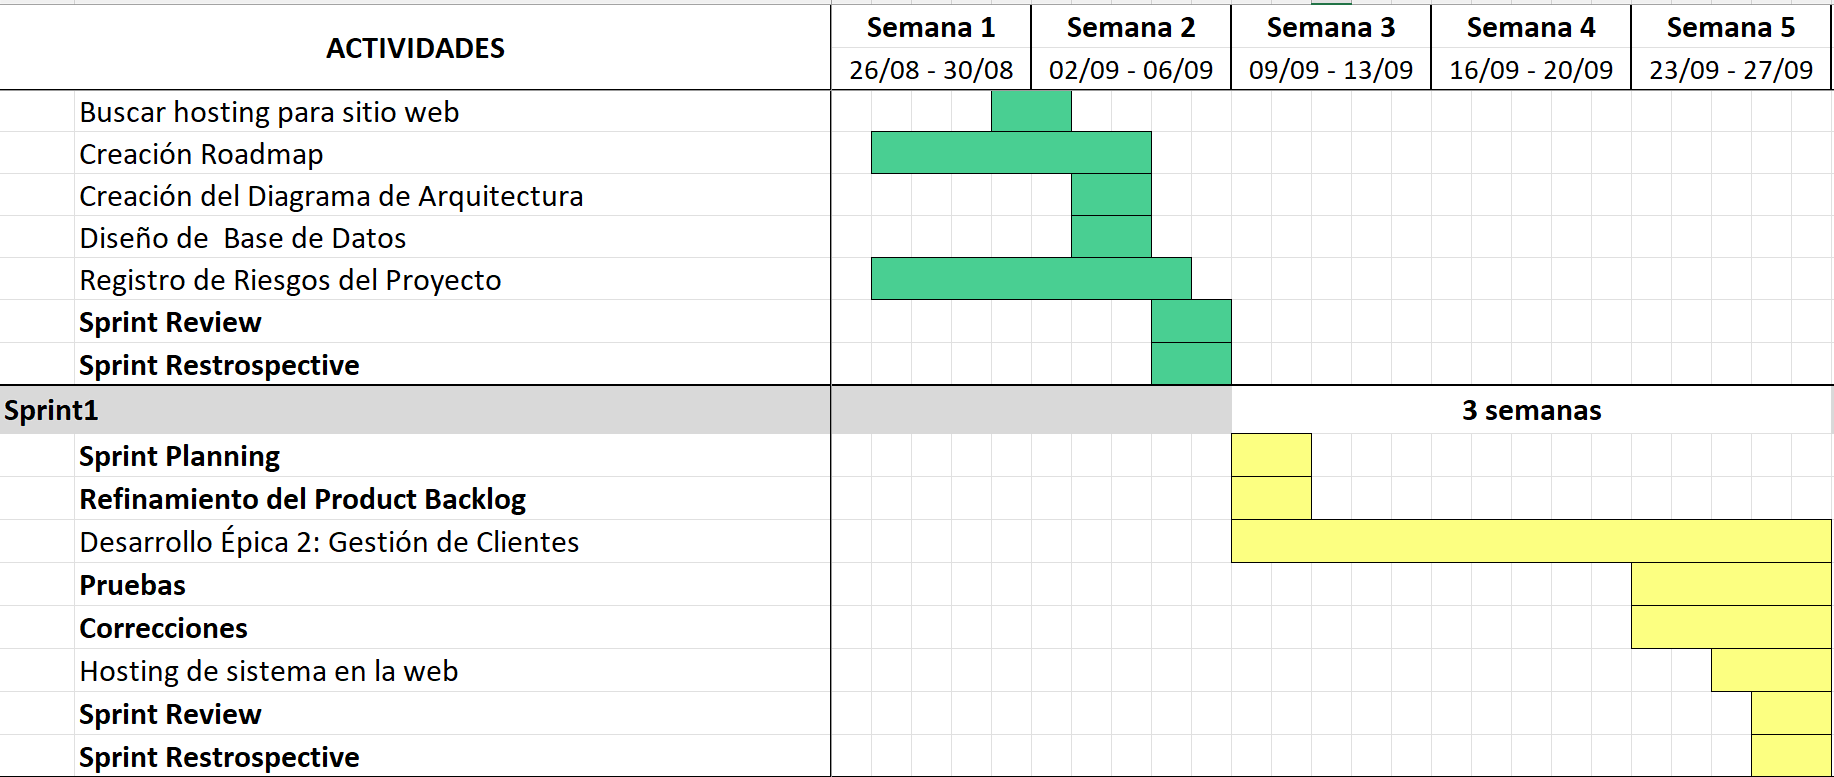 ACTIVIDADES
Semana 1 Semana 2 Semana 3 Semana 4 Semana 5
26/08 - 30/08 02/09 - 06/09 09/09 - 13/09 16/09 - 20/09 23/09 - 27/09
Buscar hosting para sitio web
Creación Roadmap
Creación del Diagrama de Arquitectura
Diseño de  Base de Datos
Registro de Riesgos del Proyecto
Sprint Review
Sprint Restrospective
Sprint1 3 semanas
Sprint Planning
Refinamiento del Product Backlog
Desarrollo Épica 2: Gestión de Clientes
Pruebas
Correcciones
Hosting de sistema en la web
Sprint Review
Sprint Restrospective